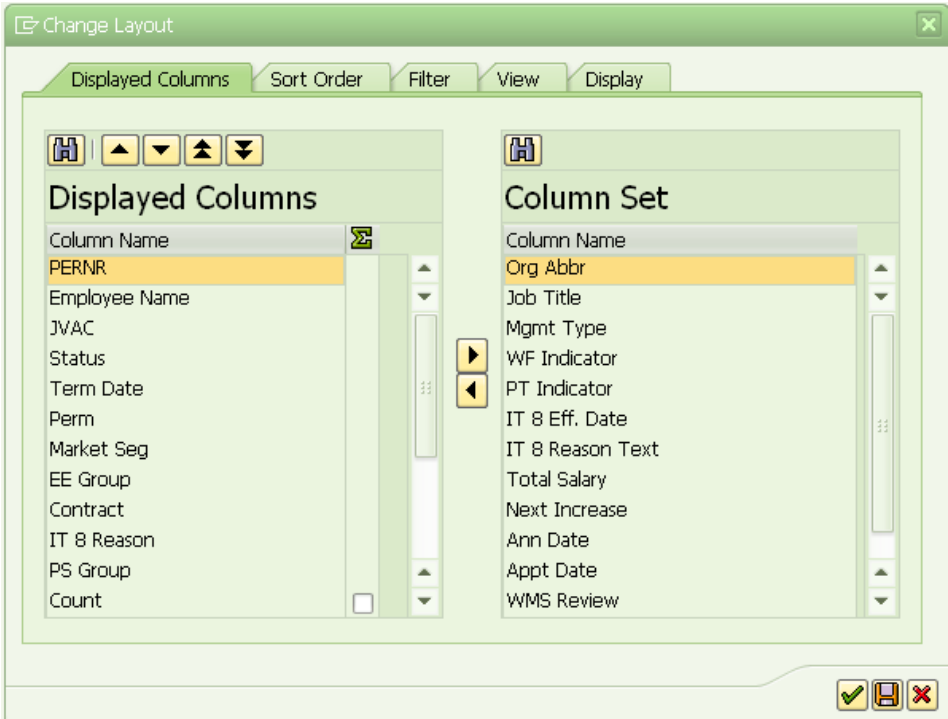 Change Layout
Displayed Columns Sort Order Filter View Display
Displayed Columns
Column Name
PERNR
Employee Name
JVAC
Status
Term Date
Perm
Market Seg
EE Group
Contract
IT 8 Reason
PS Group
Count
Column Set
Column Name
Org Abbr
Job Title
Mgmt Type
WF Indicator
PT Indicator
IT 8 Eff. Date
IT 8 Reason Text
Total Salary
Next Increase
Ann Date
Appt Date
WMS Review